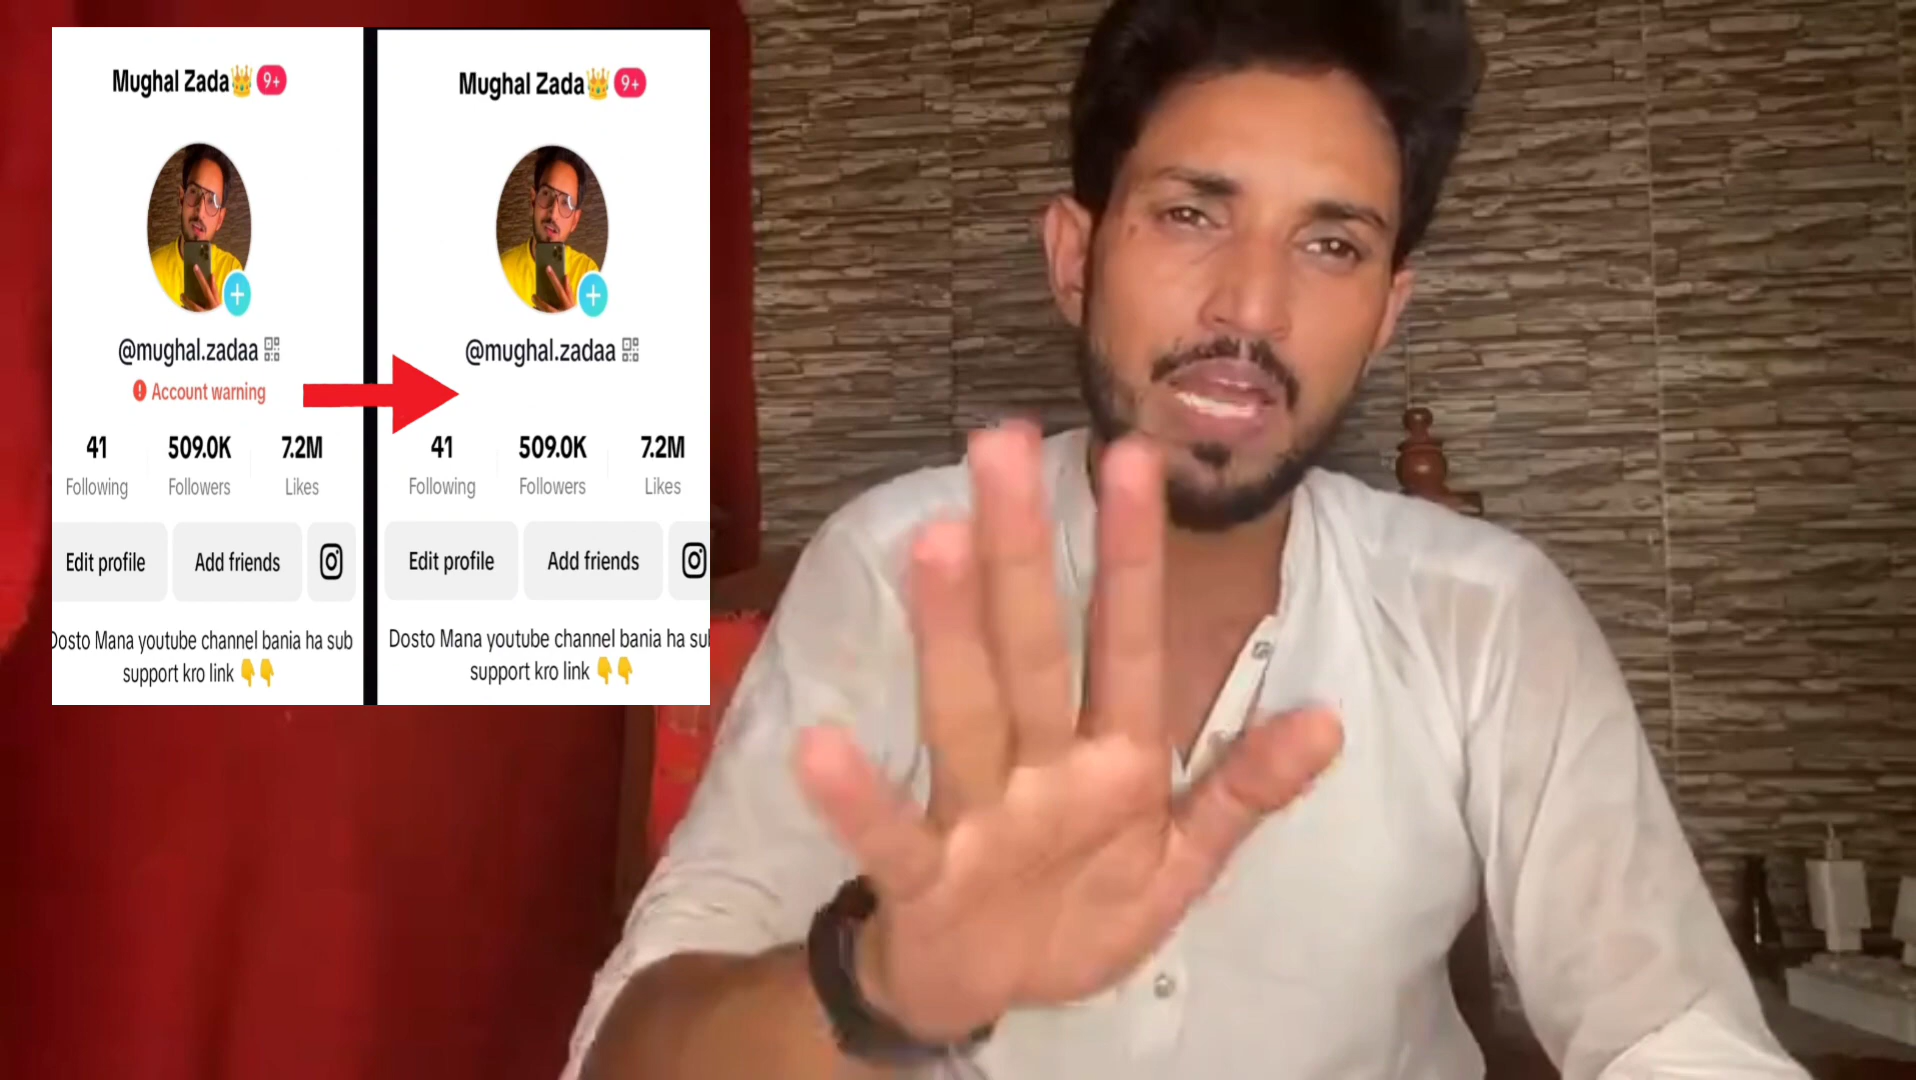 Mughal Zada👑 9+
@mughal.zadaa
Account warning
41 509.0K 7.2M
Following Followers Likes
Edit profile Add friends
Dosto Mana youtube channel bania ha sub
support kro link 👇👇
Mughal Zada👑 9+
@mughal.zadaa
41 509.0K 7.2M
Following Followers Likes
Edit profile Add friends
Dosto Mana youtube channel bania ha su
support kro link 👇👇